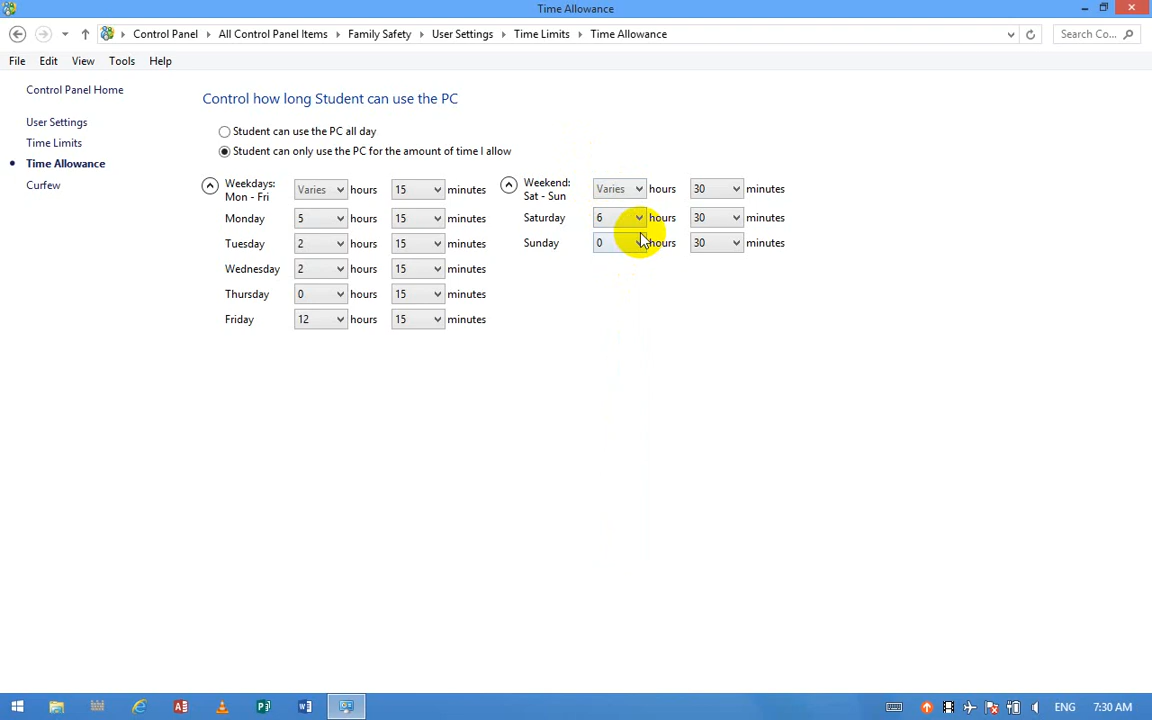 Time Allowance
Control Panel All Control Panel Items Family Safety User Settings Time Limits Time Allowance
Search Co...
File Edit View Tools Help
Control Panel Home
User Settings
Time Limits
Time Allowance
Curfew
Control how long Student can use the PC
Student can use the PC all day
Student can only use the PC for the amount of time I allow
Weekdays:
Mon - Fri
Varies hours 15 minutes
Monday 5 hours 15 minutes
Tuesday 2 hours 15 minutes
Wednesday 2 hours 15 minutes
Thursday 0 hours 15 minutes
Friday 12 hours 15 minutes
Weekend:
Sat - Sun
Varies hours 30 minutes
Saturday 6 hours 30 minutes
Sunday 0 hours 30 minutes
ENG 7:30 AM